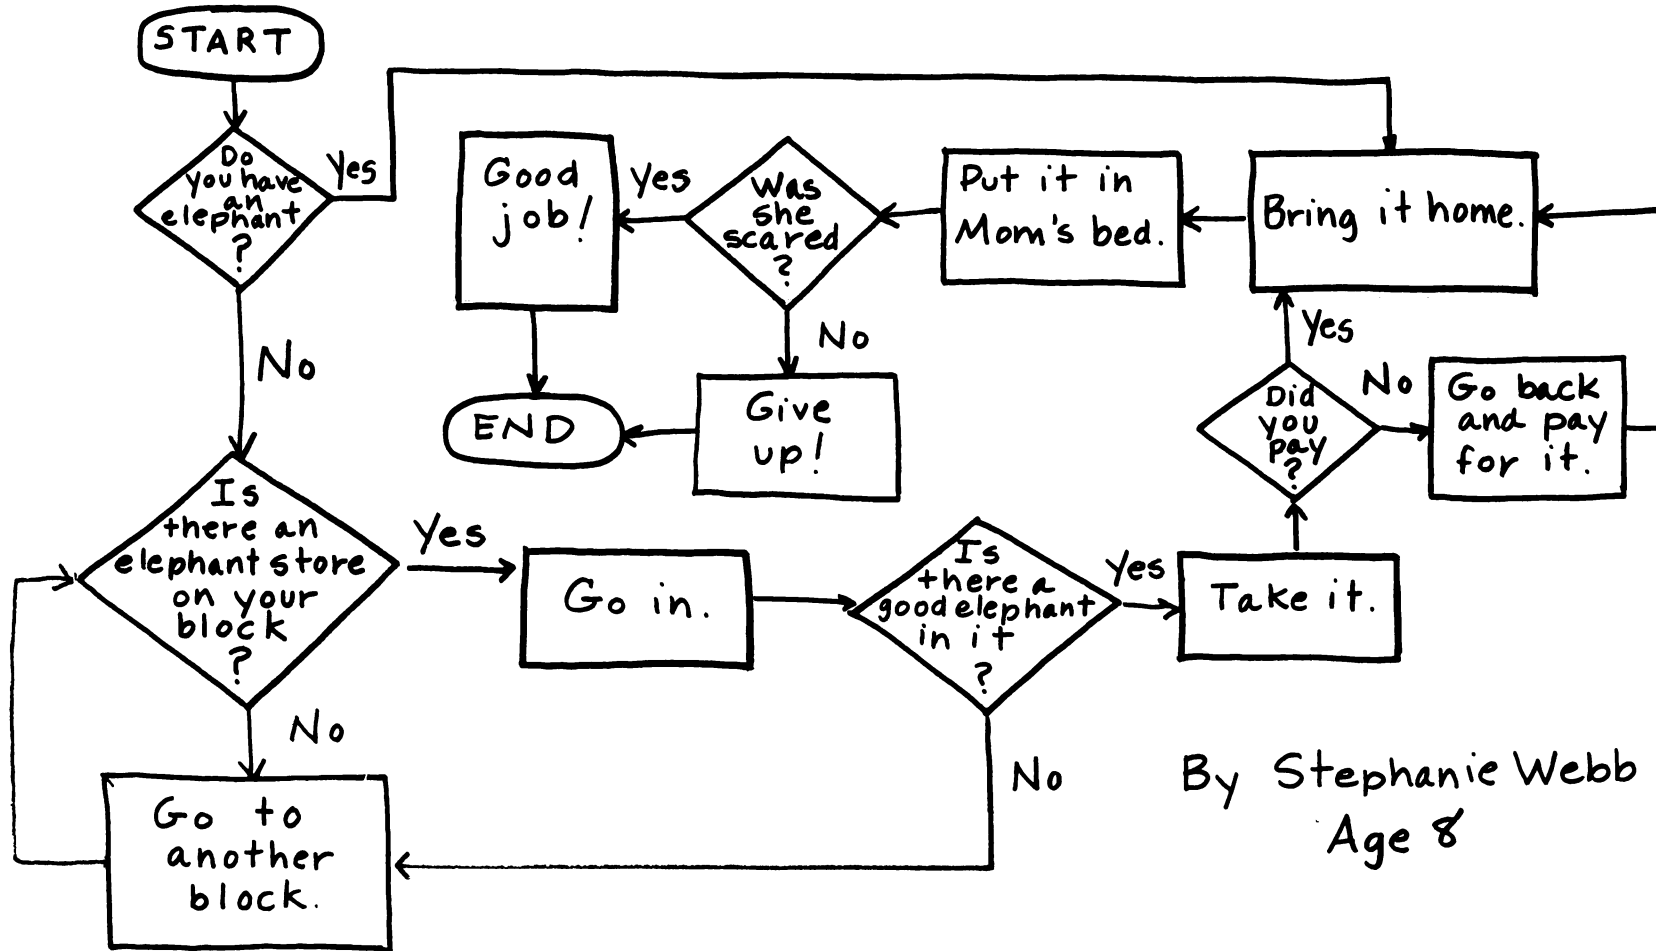 START
Do
you have
an
elephant
?
Yes
No
Is
there an
elephant store
on your
block
?
Yes
No
Go to
another
block.
Go in.
Is
there a
good elephant
in it
?
Yes
No
Take it.
Did
you
pay
?
Yes
No
Go back
and pay
for it.
Bring it home.
Put it in
Mom's bed.
Was
she
scared
?
Yes
No
Good
job!
Give
up!
END
By Stephanie Webb
Age 8